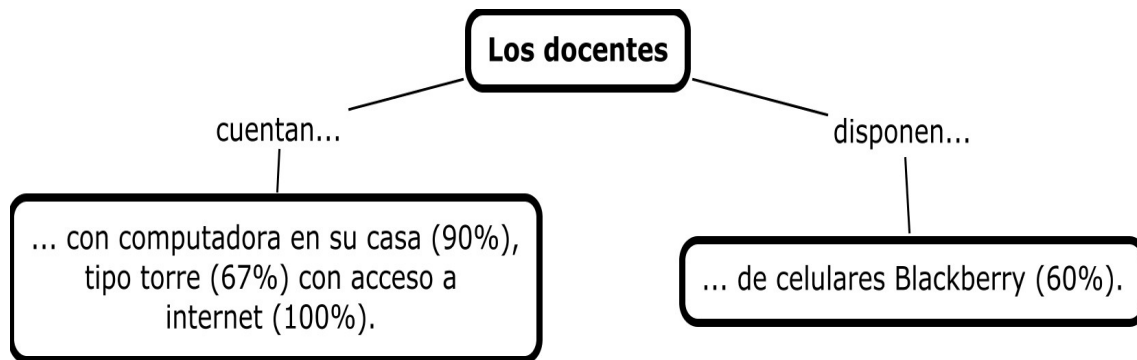 Los docentes
cuentan...
disponen...
... con computadora en su casa (90%),
tipo torre (67%) con acceso a
internet (100%).
... de celulares Blackberry (60%).